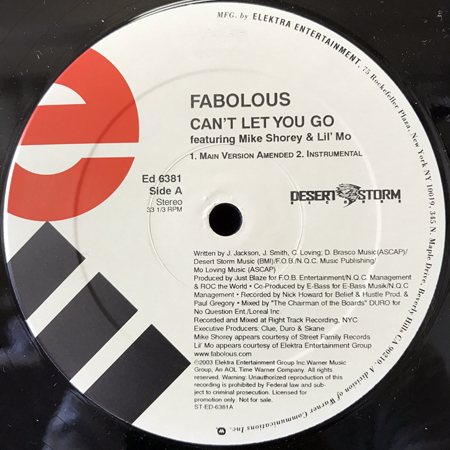 MFG. by ELEKTRA ENTERTAINMENT, 75 Rockefeller Plaza, New York, NY 10019, 345 N. Maple Drive, Beverly Hills CA 90210. A division of Warner Communications Inc.
FABOLOUS
CAN'T LET YOU GO
featuring Mike Shorey & Lil' Mo
1. MAIN VERSION AMENDED 2. INSTRUMENTAL
Ed 6381
Side A
Stereo
33 1/3 RPM
DESERT STORM
Written by J. Jackson, J. Smith, C. Loving, D. Brasco Music(ASCAP)/
Desert Storm Music (BMI)/F.O.B./N.Q.C. Music Publishing/
Mo Loving Music (ASCAP)
Produced by Just Blaze for F.O.B. Entertainment/N.Q.C. Management
& ROC the World • Co-Produced by E-Bass for E-Bass Musik/N.Q.C.
Management • Recorded by Nick Howard for Belief & Hustle Prod. &
Paul Gregory • Mixed by "The Chairman of the Boards" DURO for
No Question Ent./Loreal Inc.
Recorded and Mixed at Right Track Recording, NYC
Executive Producers: Clue, Duro & Skane
Mike Shorey appears courtesy of Street Family Records
Lil' Mo appears courtesy of Elektra Entertainment Group
www.fabolous.com
©2003 Elektra Entertainment Group Inc. Warner Music
Group, An AOL Time Warner Company. All rights
reserved. Warning: Unauthorized reproduction of this
recording is prohibited by Federal law and sub-
ject to criminal prosecution. Licensed for
promotion only. Not for sale.
ST-ED-6381A